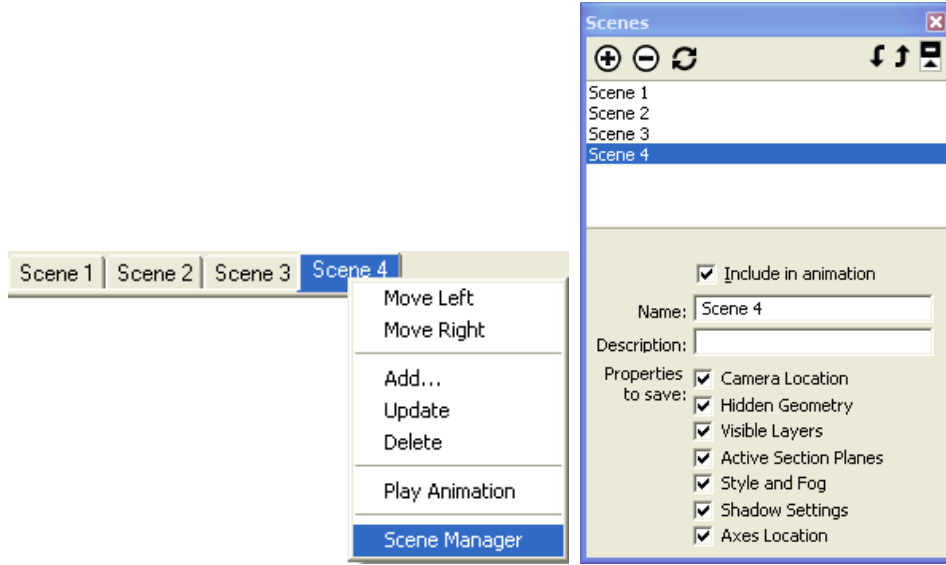 Scene 1 Scene 2 Scene 3 Scene 4
Move Left
Move Right
Add...
Update
Delete
Play Animation
Scene Manager
Scenes
Scene 1
Scene 2
Scene 3
Scene 4
Include in animation
Name: Scene 4
Description:
Properties
to save:
Camera Location
Hidden Geometry
Visible Layers
Active Section Planes
Style and Fog
Shadow Settings
Axes Location